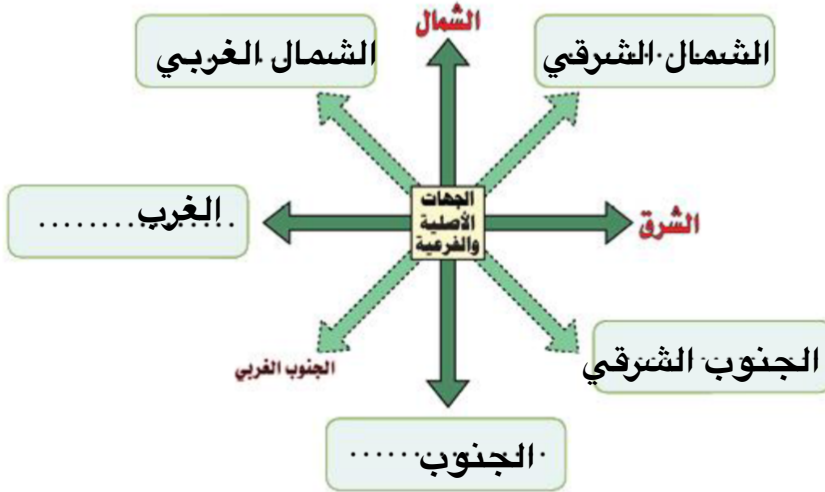 الشمال
الشمال الشرقي
الشمال الغربي
الجهات
الأصلية
والفرعية
الشرق
الغرب
الجنوب الشرقي
الجنوب الغربي
الجنوب